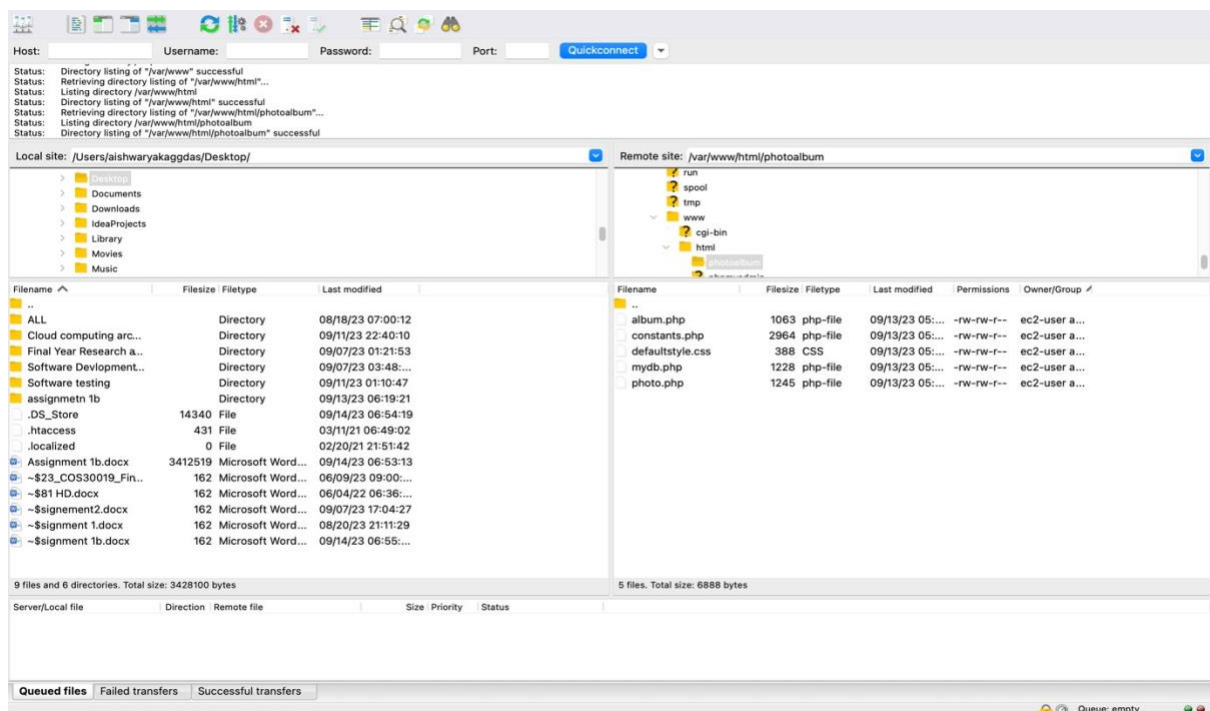 Host: Username: Password: Port: Quickconnect
Status: Directory listing of "/var/www" successful
Status: Retrieving directory listing of "/var/www/html"...
Status: Listing directory /var/www/html
Status: Directory listing of "/var/www/html" successful
Status: Retrieving directory listing of "/var/www/html/photoalbum"...
Status: Listing directory /var/www/html/photoalbum
Status: Directory listing of "/var/www/html/photoalbum" successful
Local site: /Users/aishwaryakaggdas/Desktop/
Desktop
Documents
Downloads
IdeaProjects
Library
Movies
Music
Remote site: /var/www/html/photoalbum
run
spool
tmp
www
cgi-bin
html
photoalbum
Filename Filesize Filetype Last modified
..
ALL Directory 08/18/23 07:00:12
Cloud computing arc... Directory 09/11/23 22:40:10
Final Year Research a... Directory 09/07/23 01:21:53
Software Devlopment... Directory 09/07/23 03:48:...
Software testing Directory 09/11/23 01:10:47
assignmetn 1b Directory 09/13/23 06:19:21
.DS_Store 14340 File 09/14/23 06:54:19
.htaccess 431 File 03/11/21 06:49:02
.localized 0 File 02/20/21 21:51:42
Assignment 1b.docx 3412519 Microsoft Word... 09/14/23 06:53:13
~$23_COS30019_Fin... 162 Microsoft Word... 06/09/23 09:00:...
~$81 HD.docx 162 Microsoft Word... 06/04/22 06:36:...
~$signement2.docx 162 Microsoft Word... 09/07/23 17:04:27
~$signment 1.docx 162 Microsoft Word... 08/20/23 21:11:29
~$signment 1b.docx 162 Microsoft Word... 09/14/23 06:55:...
9 files and 6 directories. Total size: 3428100 bytes
Filename Filesize Filetype Last modified Permissions Owner/Group
..
album.php 1063 php-file 09/13/23 05:... -rw-rw-r-- ec2-user a...
constants.php 2964 php-file 09/13/23 05:... -rw-rw-r-- ec2-user a...
defaultstyle.css 388 CSS 09/13/23 05:... -rw-rw-r-- ec2-user a...
mydb.php 1228 php-file 09/13/23 05:... -rw-rw-r-- ec2-user a...
photo.php 1245 php-file 09/13/23 05:... -rw-rw-r-- ec2-user a...
5 files. Total size: 6888 bytes
Server/Local file Direction Remote file Size Priority Status
Queued files Failed transfers Successful transfers
Queue: empty